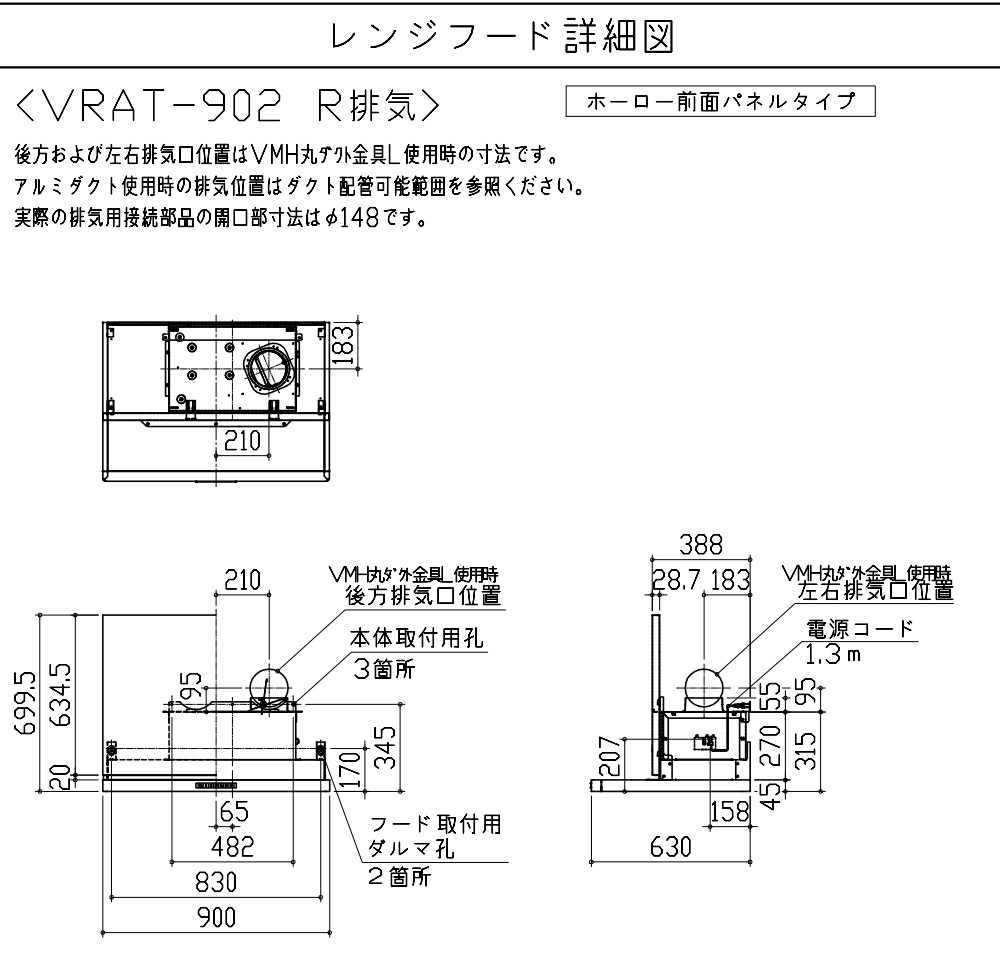 レンジフード詳細図
<VRAT-902 R排気>
ホーロー前面パネルタイプ
後方および左右排気口位置はVMH丸ﾀﾞｸﾄ金具L使用時の寸法です。
アルミダクト使用時の排気位置はダクト配管可能範囲を参照ください。
実際の排気用接続部品の開口部寸法はφ148です。
183
210
210
VMH丸ﾀﾞｸﾄ金具L使用時
後方排気口位置
本体取付用孔
3箇所
95
699.5
634.5
20
345
170
65
482
830
900
フード取付用
ダルマ孔
2箇所
388
28.7
183
VMH丸ﾀﾞｸﾄ金具L使用時
左右排気口位置
電源コード
1.3m
55
95
207
270
315
45
158
630